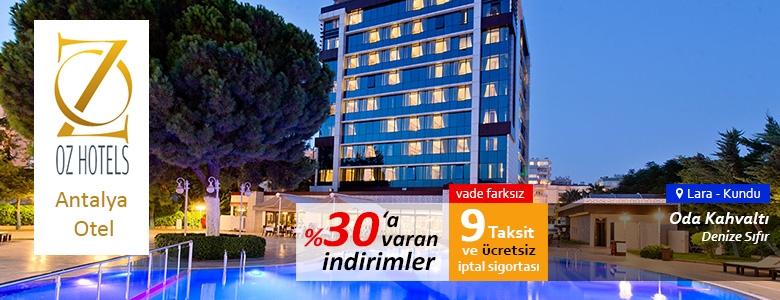 OZ HOTELS
Antalya
Otel
%30'a
varan
indirimler
vade farksız
9 Taksit
ve ücretsiz
iptal sigortası
Lara - Kundu
Oda Kahvaltı
Denize Sıfır